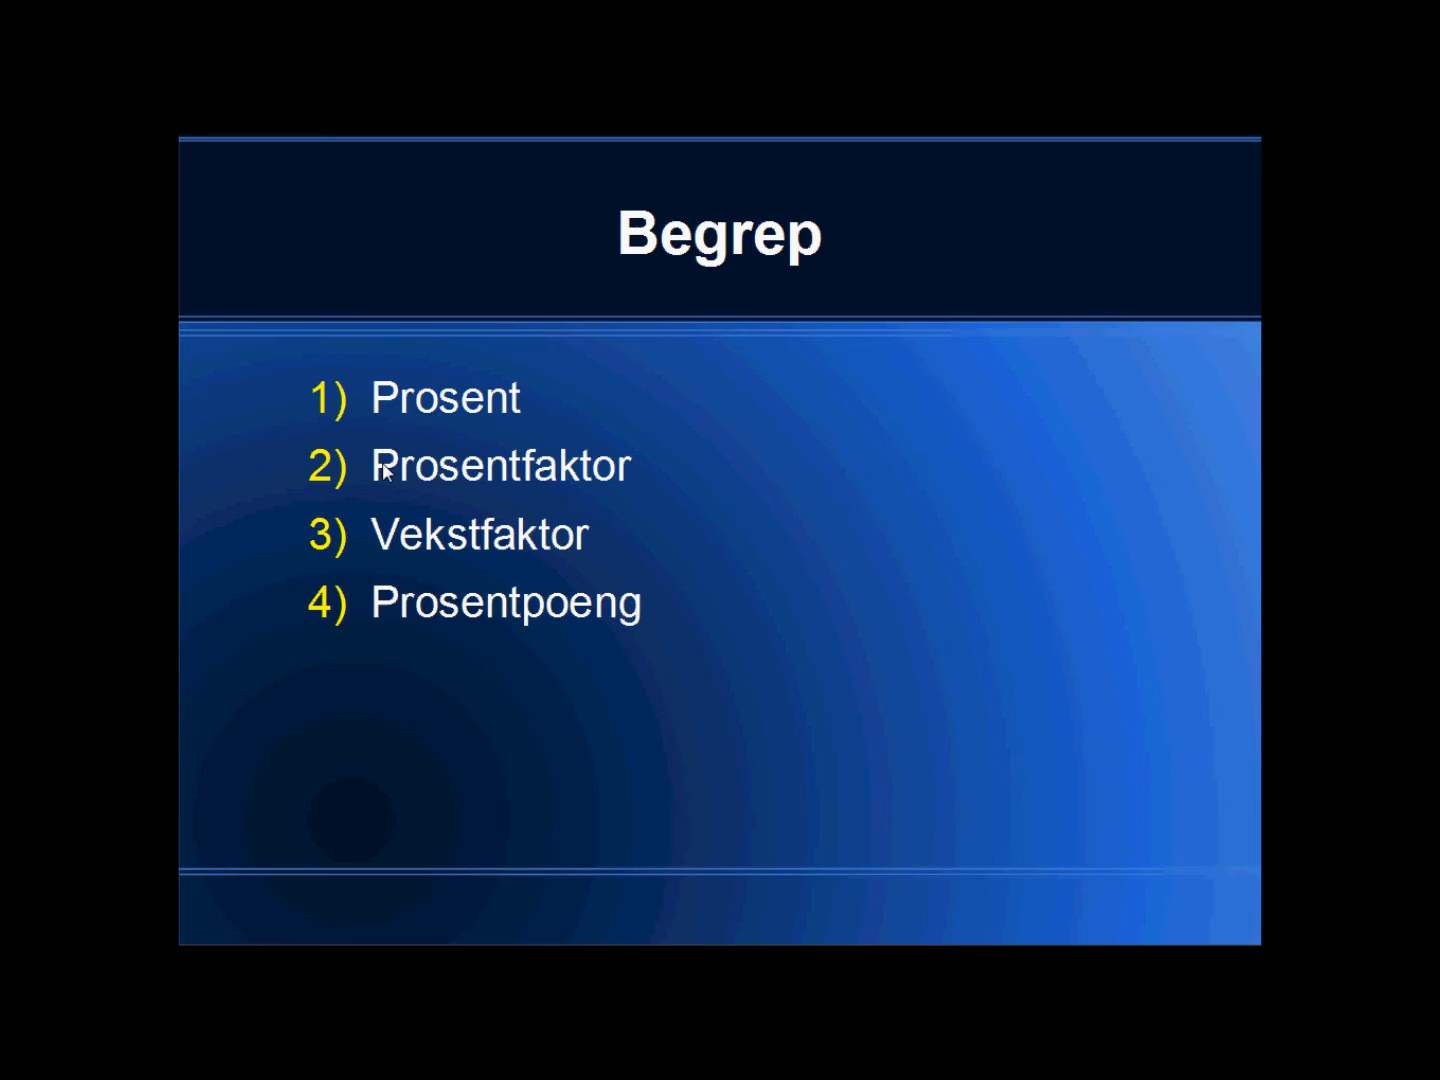 Begrep
1) Prosent
2) Prosentfaktor
3) Vekstfaktor
4) Prosentpoeng